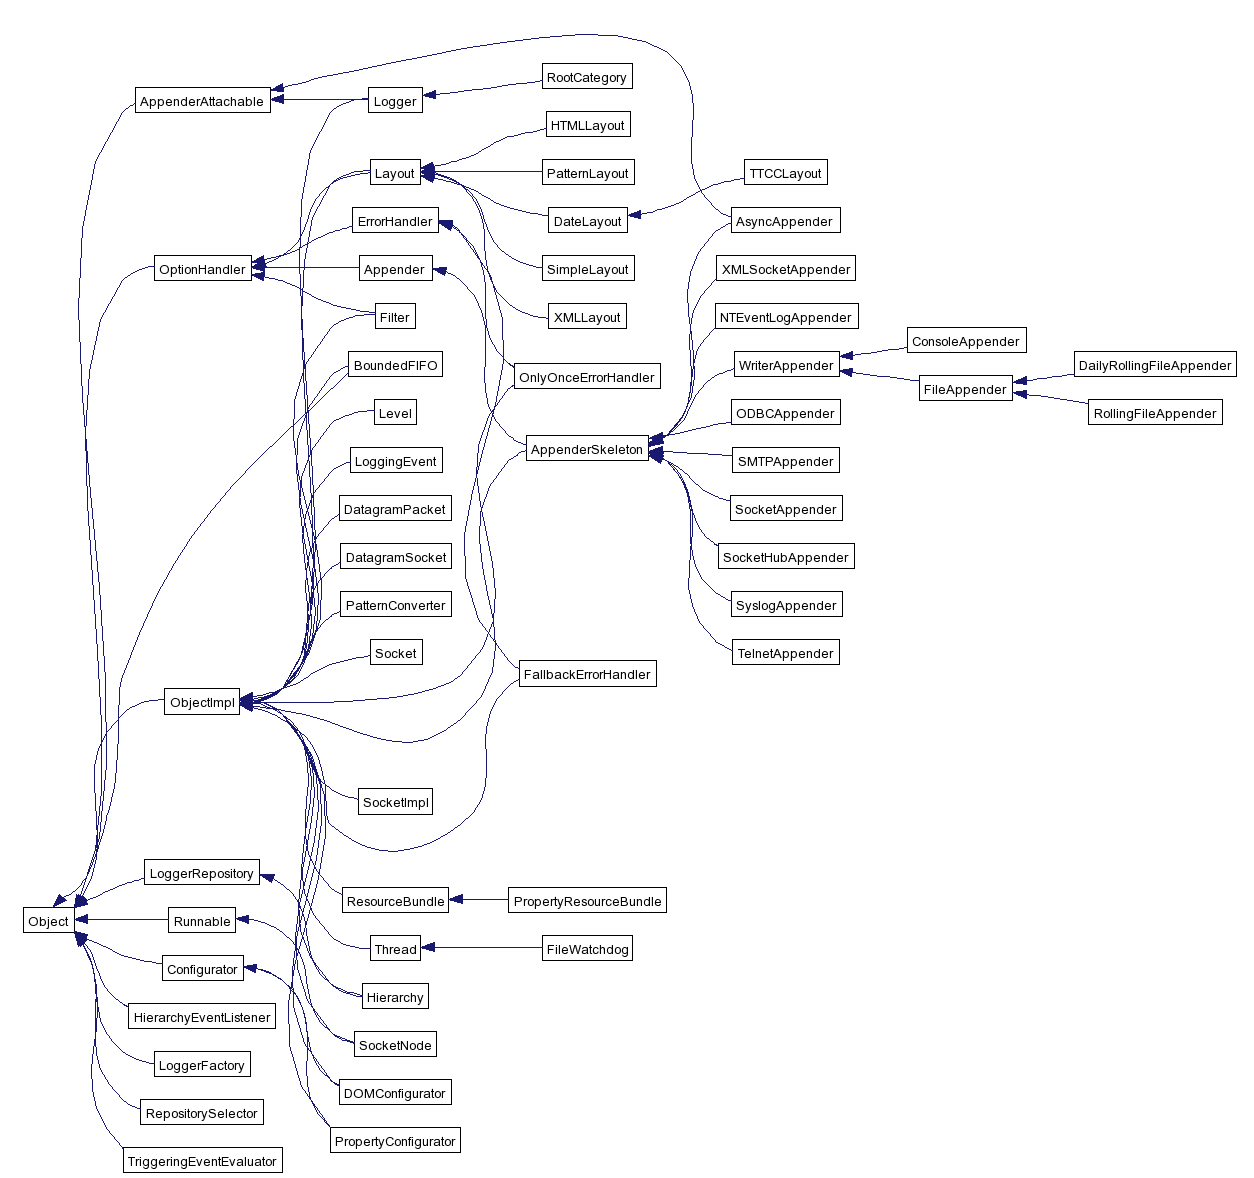 RootCategory
AppenderAttachable
Logger
HTMLLayout
Layout
PatternLayout
TTCCLayout
ErrorHandler
DateLayout
AsyncAppender
OptionHandler
Appender
SimpleLayout
XMLSocketAppender
Filter
XMLLayout
NTEventLogAppender
ConsoleAppender
BoundedFIFO
OnlyOnceErrorHandler
WriterAppender
FileAppender
DailyRollingFileAppender
Level
ODBCAppender
RollingFileAppender
AppenderSkeleton
LoggingEvent
SMTPAppender
DatagramPacket
SocketAppender
DatagramSocket
SocketHubAppender
PatternConverter
SyslogAppender
Socket
TelnetAppender
FallbackErrorHandler
ObjectImpl
SocketImpl
LoggerRepository
ResourceBundle
PropertyResourceBundle
Object
Runnable
Thread
FileWatchdog
Configurator
Hierarchy
HierarchyEventListener
SocketNode
LoggerFactory
DOMConfigurator
RepositorySelector
PropertyConfigurator
TriggeringEventEvaluator